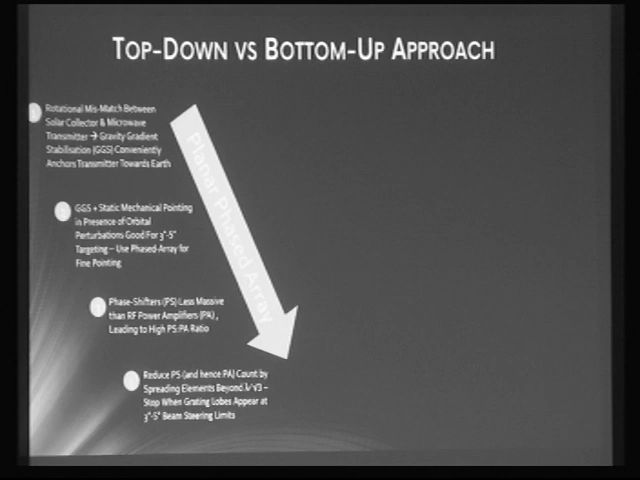 TOP-DOWN VS BOTTOM-UP APPROACH
Rotational Mis-Match Between
Solar Collector & Microwave
Transmitter → Gravity Gradient
Stabilisation (GGS) Conveniently
Anchors Transmitter Towards Earth
GGS + Static Mechanical Pointing
in Presence of Orbital
Perturbations Good For 3°-5°
Targeting – Use Phased-Array for
Fine Pointing
Phase-Shifters (PS) Less Massive
than RF Power Amplifiers (PA) ,
Leading to High PS:PA Ratio
Reduce PS (and hence PA) Count by
Spreading Elements Beyond λ/√3 –
Stop When Grating Lobes Appear at
3°-5° Beam Steering Limits
Planar Phased Array